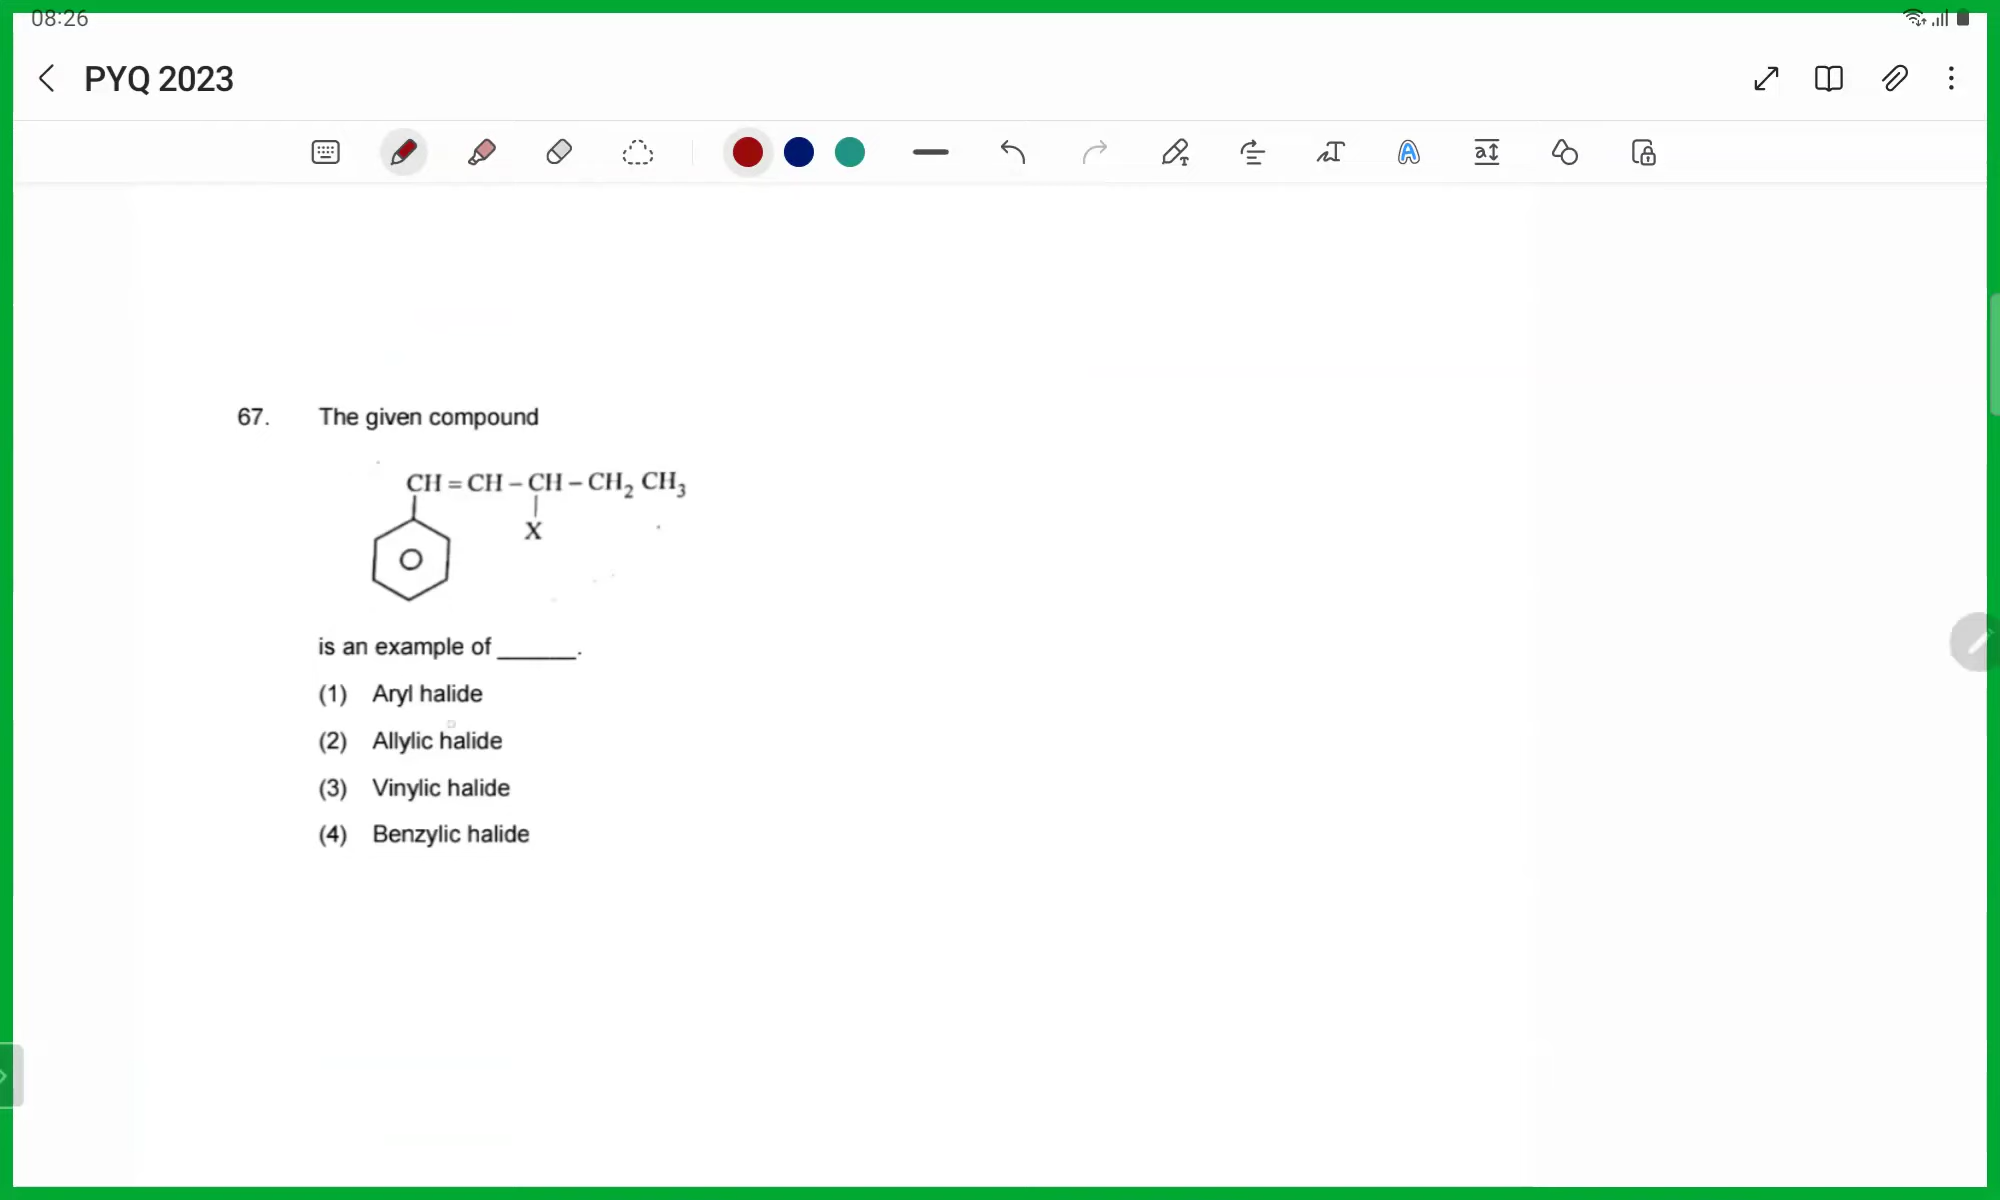 08:26
PYQ 2023
67. The given compound
CH = CH – CH – CH₂ CH₃
X
is an example of ______.
(1) Aryl halide
(2) Allylic halide
(3) Vinylic halide
(4) Benzylic halide